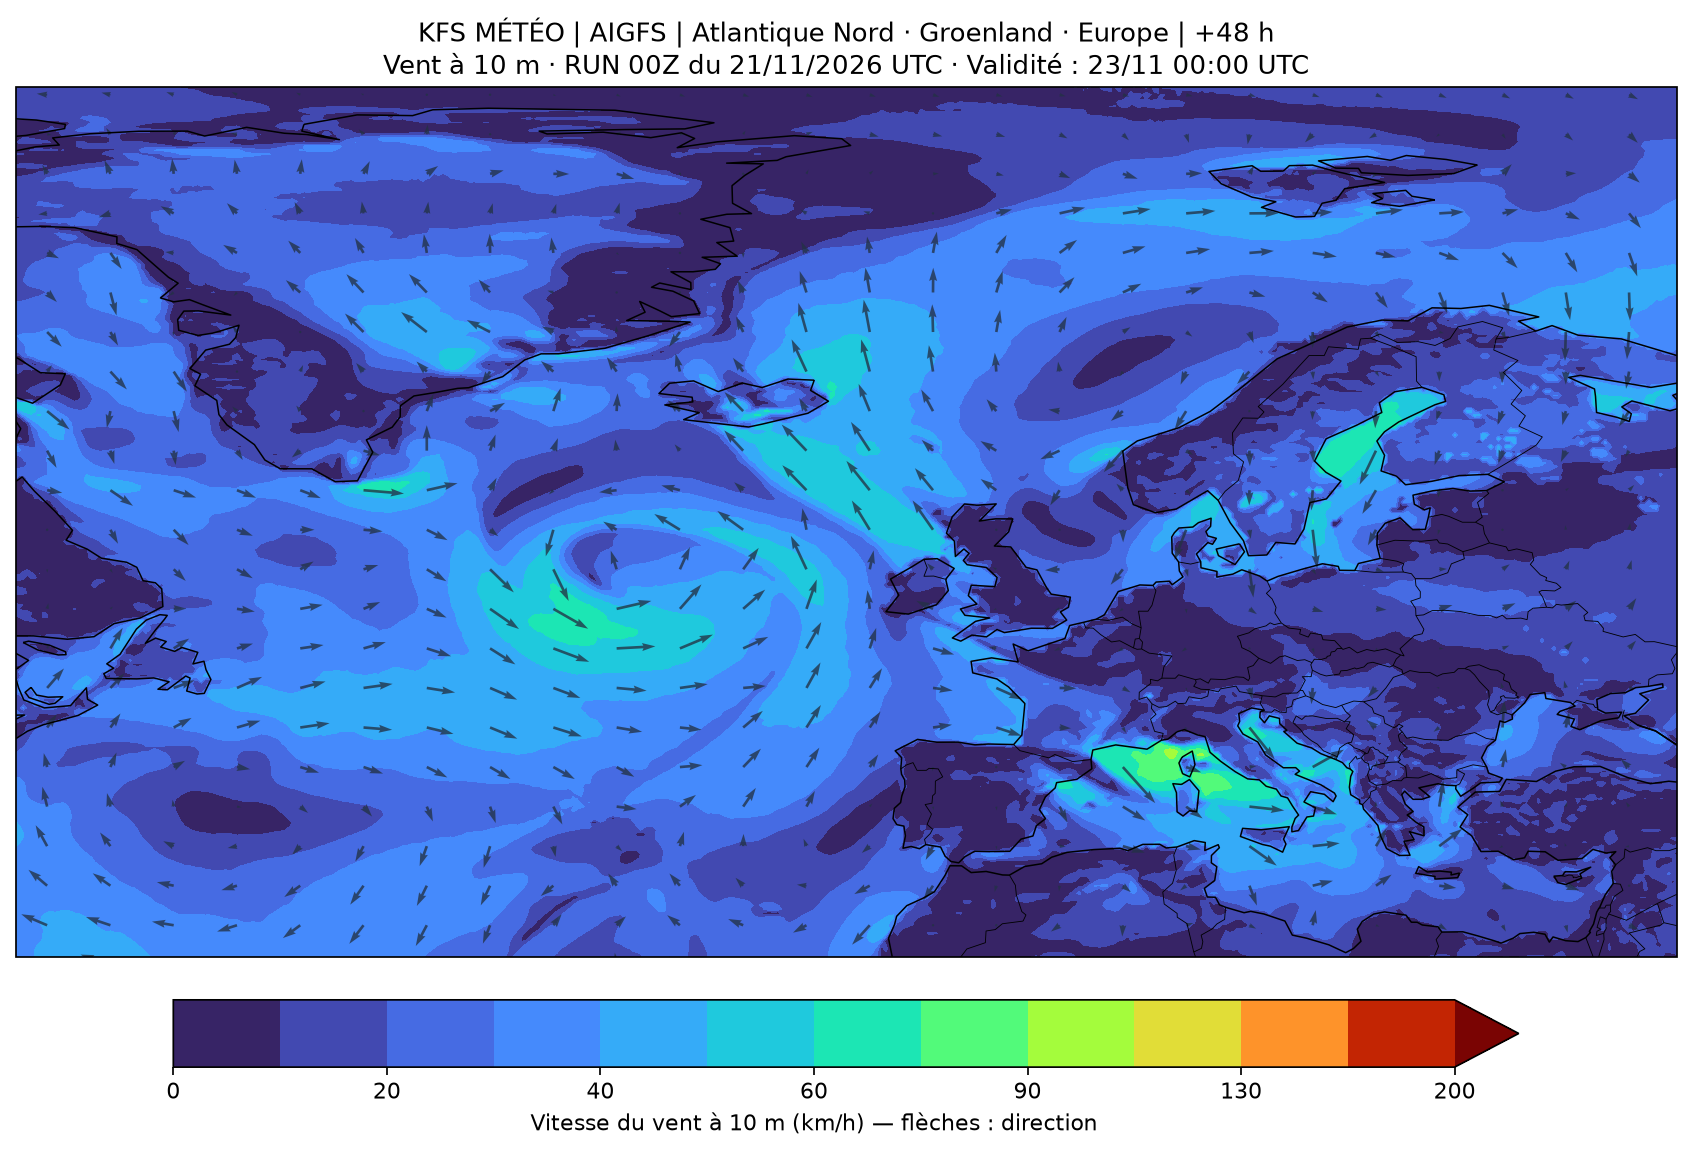 KFS MÉTÉO | AIGFS | Atlantique Nord · Groenland · Europe | +48 h
Vent à 10 m · RUN 00Z du 21/11/2026 UTC · Validité : 23/11 00:00 UTC
0 20 40 60 90 130 200
Vitesse du vent à 10 m (km/h) — flèches : direction